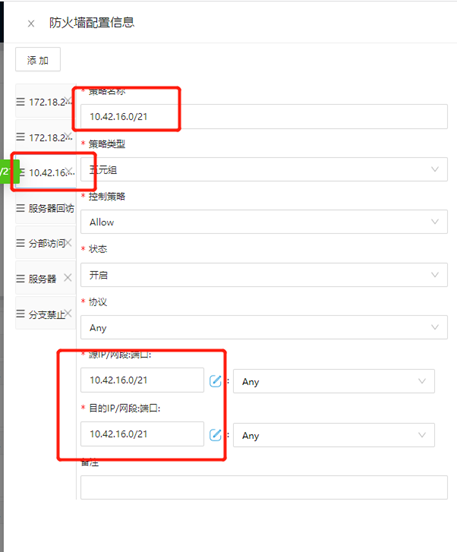 防火墙配置信息
添 加
172.18.2
172.18.2
10.42.16....
服务器回访
分部访问
服务器
分支禁止
* 策略名称
10.42.16.0/21
* 策略类型
五元组
* 控制策略
Allow
* 状态
开启
* 协议
Any
* 源IP/网段:端口:
10.42.16.0/21 : Any
* 目的IP/网段:端口:
10.42.16.0/21 : Any
备注